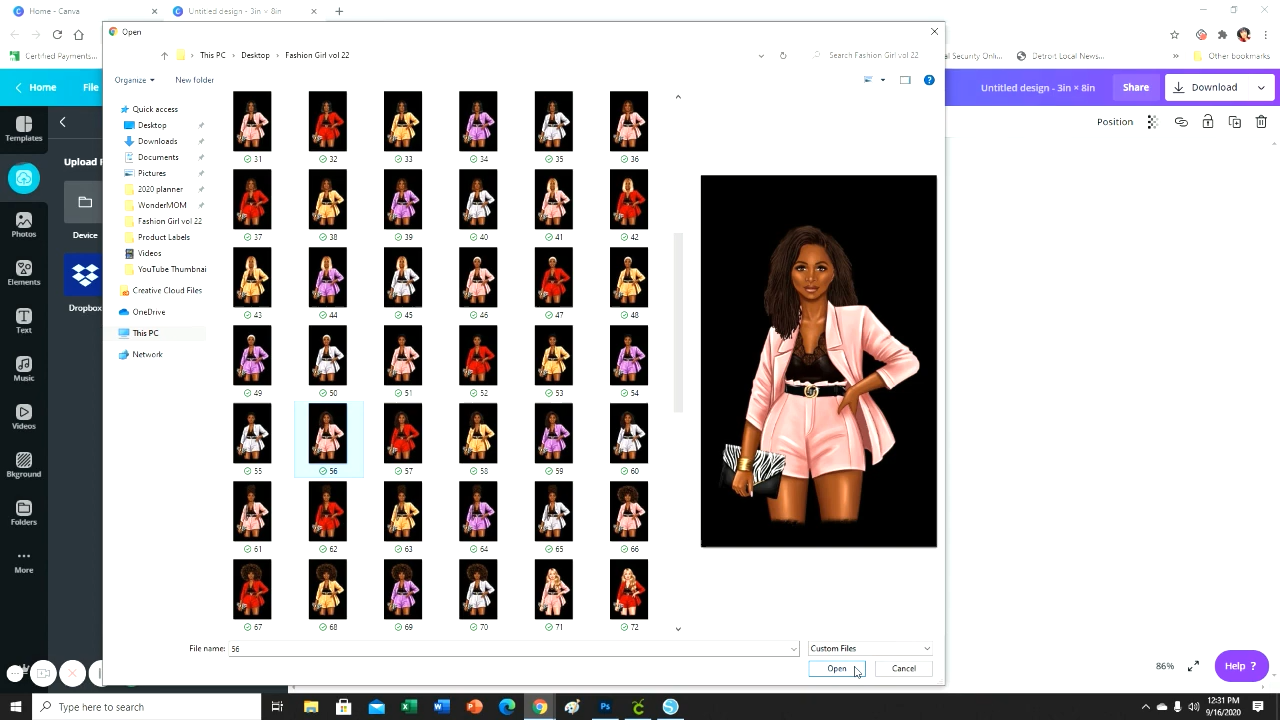 Home - Canva
Untitled design - 3in × 8in
Open
Certified Payments...
al Security Onli...
Detroit Local News...
Other bookmarks
This PC > Desktop > Fashion Girl vol 22
Search Fashion Girl vol 22
Organize
New folder
Home
File
Untitled design - 3in × 8in
Share
Download
Position
Templates
Photos
Elements
Text
Music
Videos
Bkground
Folders
More
Upload
Device
Dropbox
Quick access
Desktop
Downloads
Documents
Pictures
2020 planner
WonderMOM
Fashion Girl vol 22
Product Labels
Videos
YouTube Thumbnai
Creative Cloud Files
OneDrive
This PC
Network
31 32 33 34 35 36
37 38 39 40 41 42
43 44 45 46 47 48
49 50 51 52 53 54
55 56 57 58 59 60
61 62 63 64 65 66
67 68 69 70 71 72
File name: 56
Custom Files
Open
Cancel
86%
Help ?
Type here to search
12:31 PM
9/16/2020